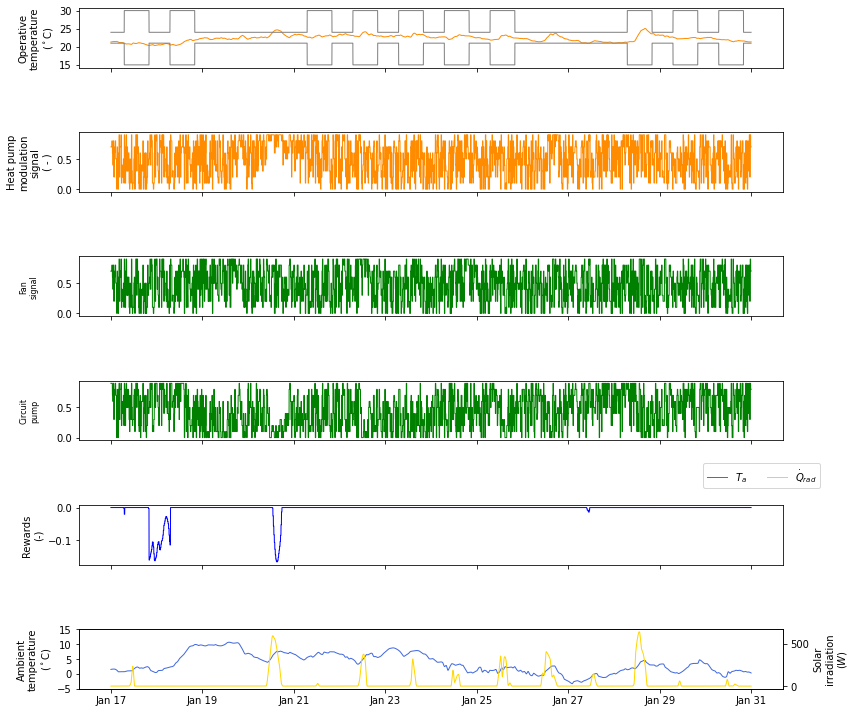 Operative
temperature
(°C)
30
25
20
15
Heat pump
modulation
signal
( - )
0.5
0.0
Fan
signal
0.5
0.0
Circuit
pump
0.5
0.0
T_a Q̇_rad
Rewards
(-)
0.0
−0.1
Ambient
temperature
(°C)
15
10
5
0
−5
500
0
Solar
irradiation
(W)
Jan 17 Jan 19 Jan 21 Jan 23 Jan 25 Jan 27 Jan 29 Jan 31